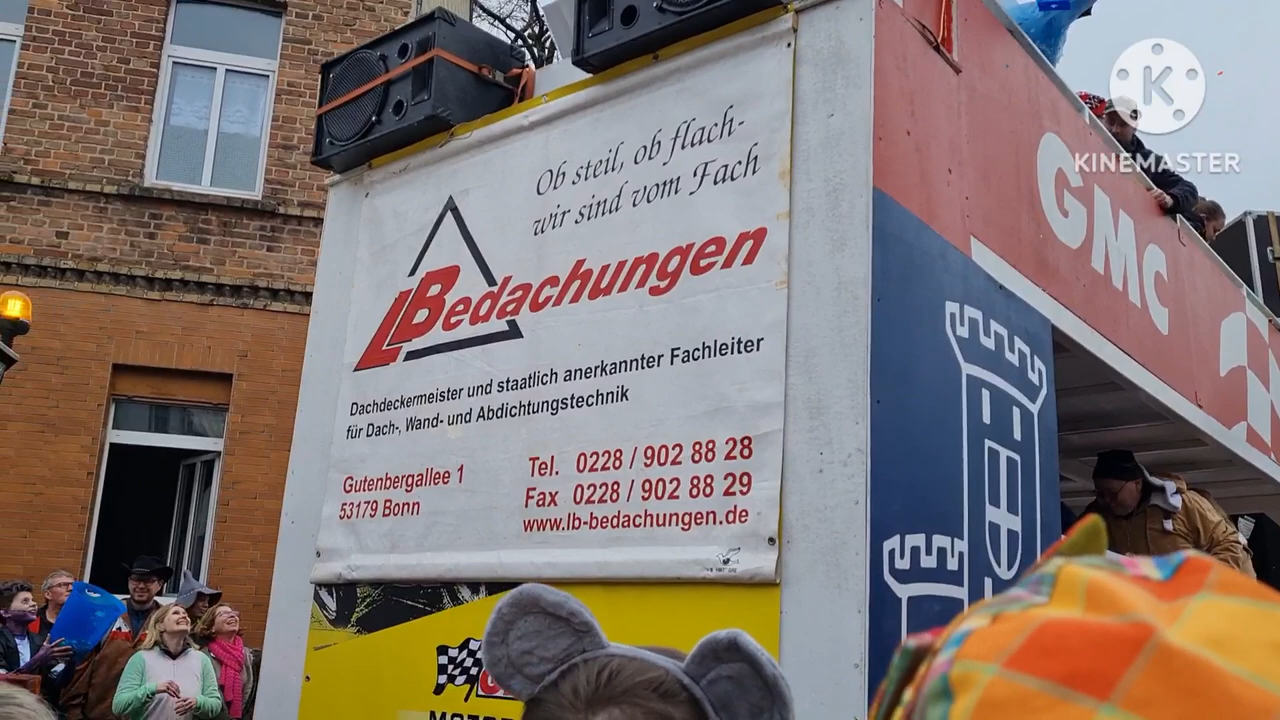 KINEMASTER
Ob steil, ob flach-
wir sind vom Fach
GMC
LBedachungen
Dachdeckermeister und staatlich anerkannter Fachleiter
für Dach-, Wand- und Abdichtungstechnik
Gutenbergallee 1
53179 Bonn
Tel. 0228 / 902 88 28
Fax 0228 / 902 88 29
www.lb-bedachungen.de